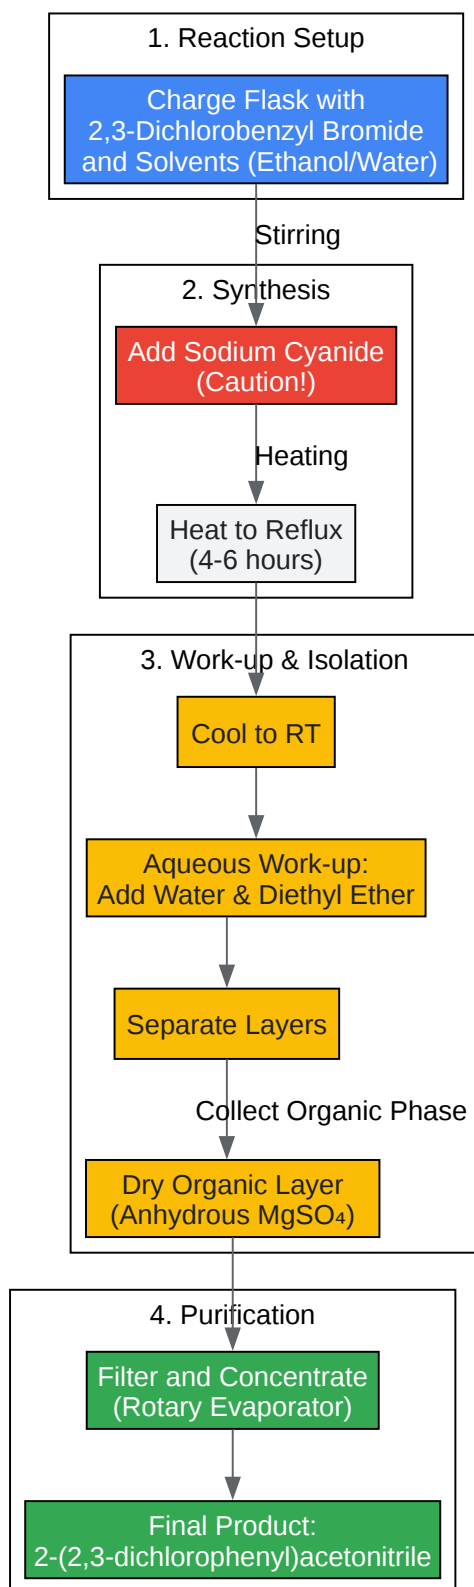 1. Reaction Setup
Charge Flask with
2,3-Dichlorobenzyl Bromide
and Solvents (Ethanol/Water)
Stirring
2. Synthesis
Add Sodium Cyanide
(Caution!)
Heating
Heat to Reflux
(4-6 hours)
3. Work-up & Isolation
Cool to RT
Aqueous Work-up:
Add Water & Diethyl Ether
Separate Layers
Collect Organic Phase
Dry Organic Layer
(Anhydrous MgSO₄)
4. Purification
Filter and Concentrate
(Rotary Evaporator)
Final Product:
2-(2,3-dichlorophenyl)acetonitrile